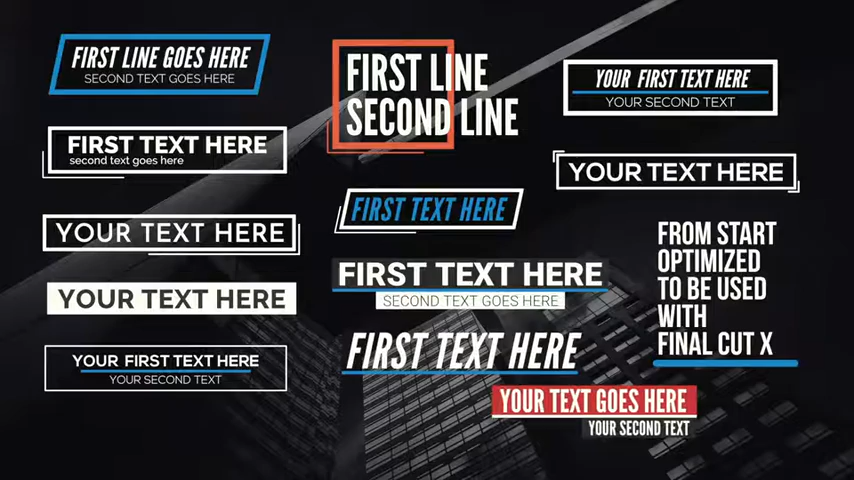 FIRST LINE GOES HERE
SECOND TEXT GOES HERE
FIRST TEXT HERE
second text goes here
YOUR TEXT HERE
YOUR TEXT HERE
YOUR FIRST TEXT HERE
YOUR SECOND TEXT
FIRST LINE
SECOND LINE
FIRST TEXT HERE
FIRST TEXT HERE
SECOND TEXT GOES HERE
FIRST TEXT HERE
YOUR TEXT GOES HERE
YOUR SECOND TEXT
YOUR FIRST TEXT HERE
YOUR SECOND TEXT
YOUR TEXT HERE
FROM START
OPTIMIZED
TO BE USED
WITH
FINAL CUT X